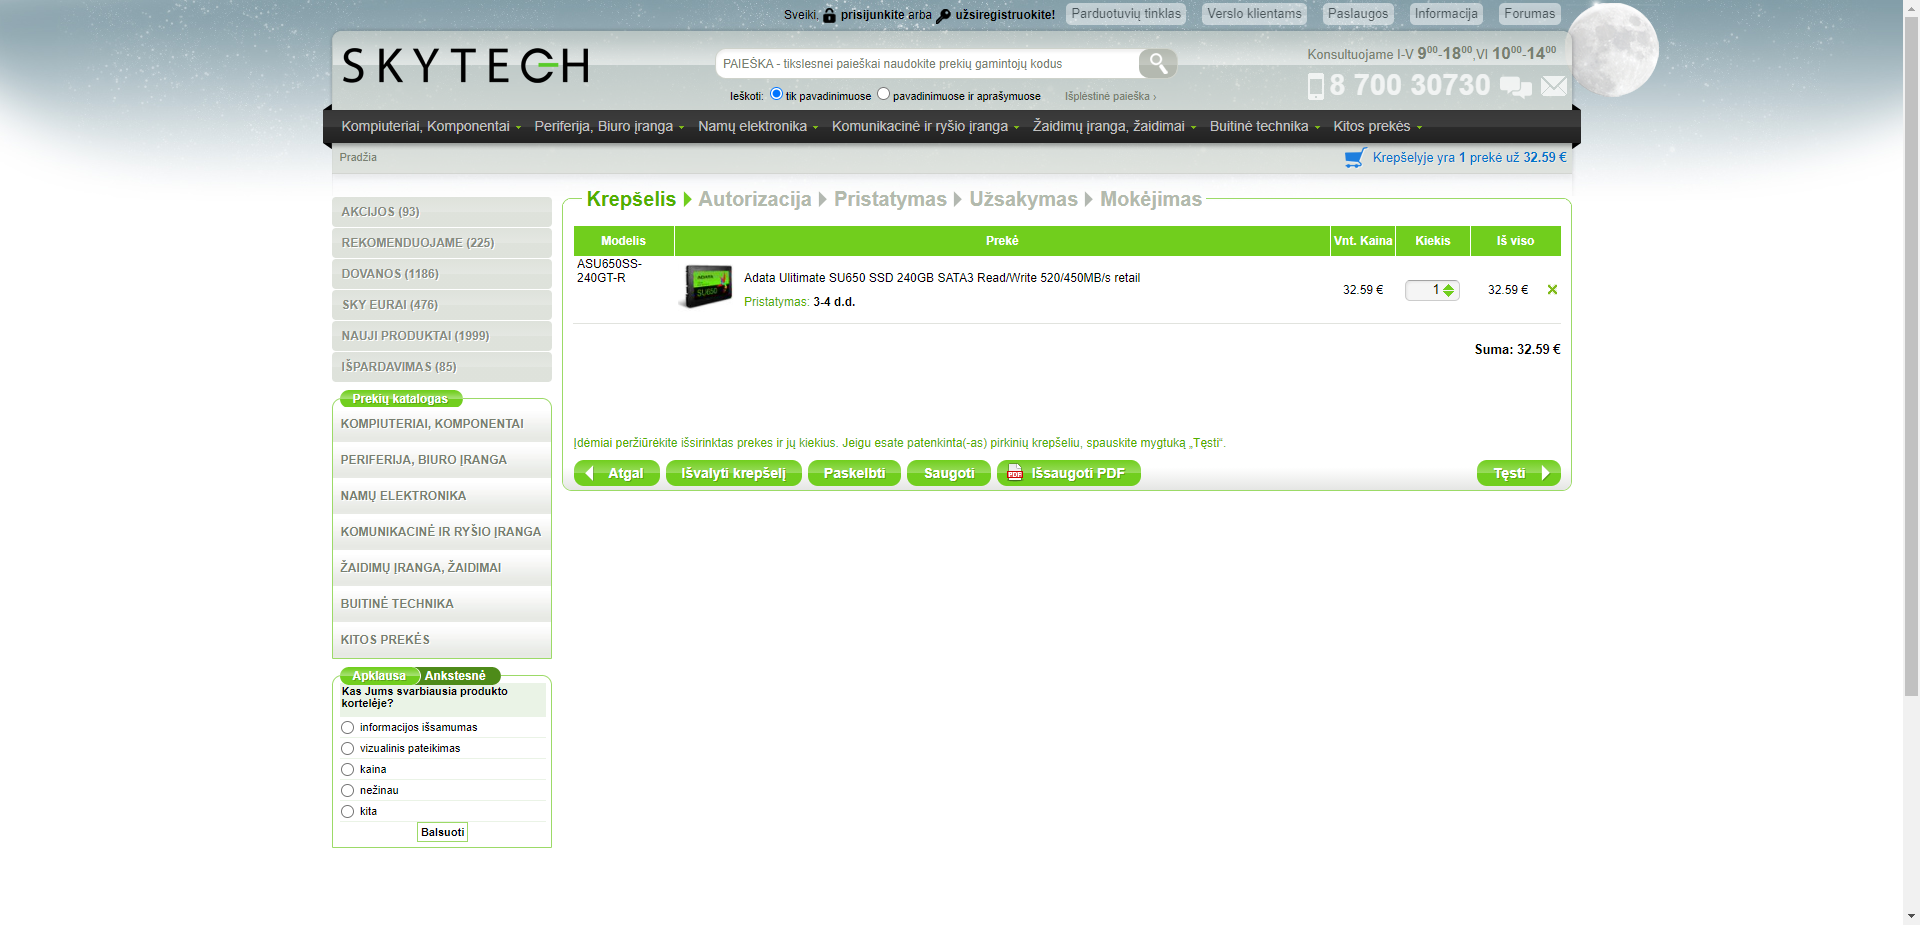 Sveiki, prisijunkite arba užsiregistruokite!
Parduotuvių tinklas
Verslo klientams
Paslaugos
Informacija
Forumas
SKYTECH
PAIEŠKA - tikslesnei paieškai naudokite prekių gamintojų kodus
Ieškoti: tik pavadinimuose pavadinimuose ir aprašymuose Išplėstinė paieška ›
Konsultuojame I-V 9⁰⁰-18⁰⁰,VI 10⁰⁰-14⁰⁰
8 700 30730
Kompiuteriai, Komponentai Periferija, Biuro įranga Namų elektronika Komunikacinė ir ryšio įranga Žaidimų įranga, žaidimai Buitinė technika Kitos prekės
Pradžia
Krepšelyje yra 1 prekė už 32.59 €
AKCIJOS (93)
REKOMENDUOJAME (225)
DOVANOS (1186)
SKY EURAI (476)
NAUJI PRODUKTAI (1999)
IŠPARDAVIMAS (85)
Prekių katalogas
KOMPIUTERIAI, KOMPONENTAI
PERIFERIJA, BIURO ĮRANGA
NAMŲ ELEKTRONIKA
KOMUNIKACINĖ IR RYŠIO ĮRANGA
ŽAIDIMŲ ĮRANGA, ŽAIDIMAI
BUITINĖ TECHNIKA
KITOS PREKĖS
Apklausa Ankstesnė
Kas Jums svarbiausia produkto
kortelėje?
informacijos išsamumas
vizualinis pateikimas
kaina
nežinau
kita
Balsuoti
Krepšelis Autorizacija Pristatymas Užsakymas Mokėjimas
Modelis Prekė Vnt. Kaina Kiekis Iš viso
ASU650SS-
240GT-R
ADATA
SU650
Adata Ulitimate SU650 SSD 240GB SATA3 Read/Write 520/450MB/s retail
Pristatymas: 3-4 d.d.
32.59 € 1 32.59 €
Suma: 32.59 €
Įdėmiai peržiūrėkite išsirinktas prekes ir jų kiekius. Jeigu esate patenkinta(-as) pirkinių krepšeliu, spauskite mygtuką „Tęsti“.
Atgal
Išvalyti krepšelį
Paskelbti
Saugoti
PDF Išsaugoti PDF
Tęsti